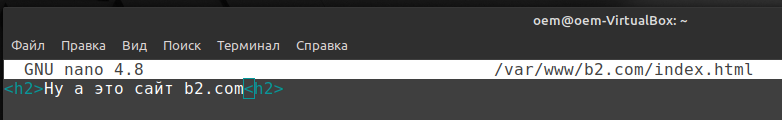 oem@oem-VirtualBox: ~
Файл Правка Вид Поиск Терминал Справка
GNU nano 4.8 /var/www/b2.com/index.html
<h2>Ну а это сайт b2.com<h2>